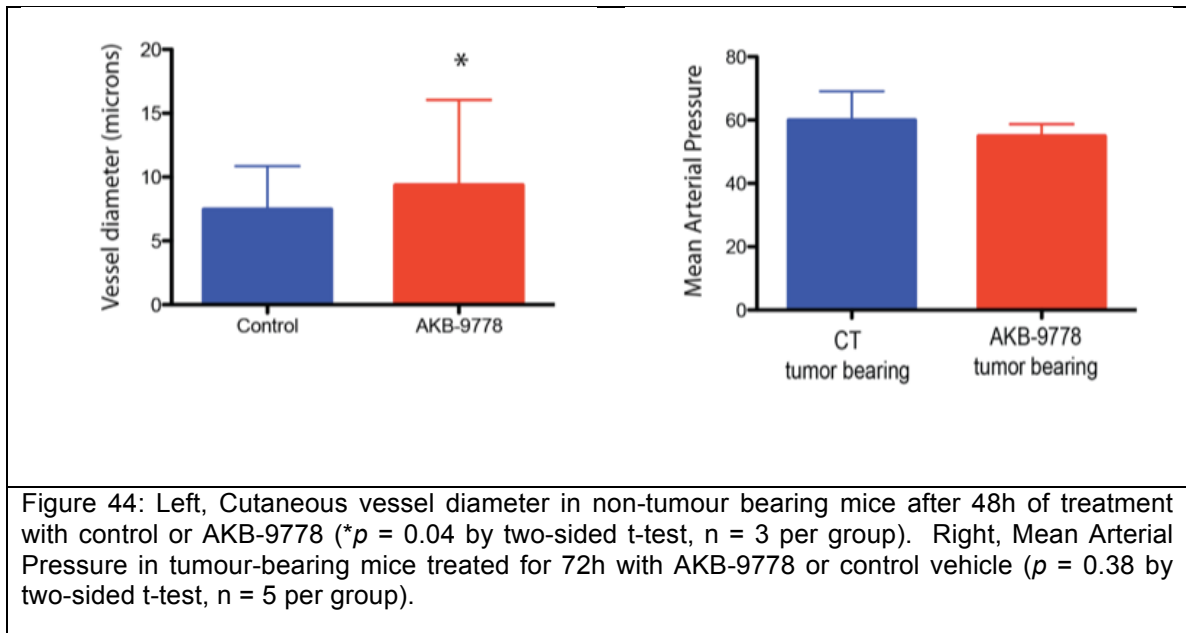 Vessel diameter (microns)
20
15
10
5
0
*
Control
AKB-9778
Mean Arterial Pressure
80
60
40
20
0
CT
tumor bearing
AKB-9778
tumor bearing
Figure 44: Left, Cutaneous vessel diameter in non-tumour bearing mice after 48h of treatment
with control or AKB-9778 (*p = 0.04 by two-sided t-test, n = 3 per group). Right, Mean Arterial
Pressure in tumour-bearing mice treated for 72h with AKB-9778 or control vehicle (p = 0.38 by
two-sided t-test, n = 5 per group).